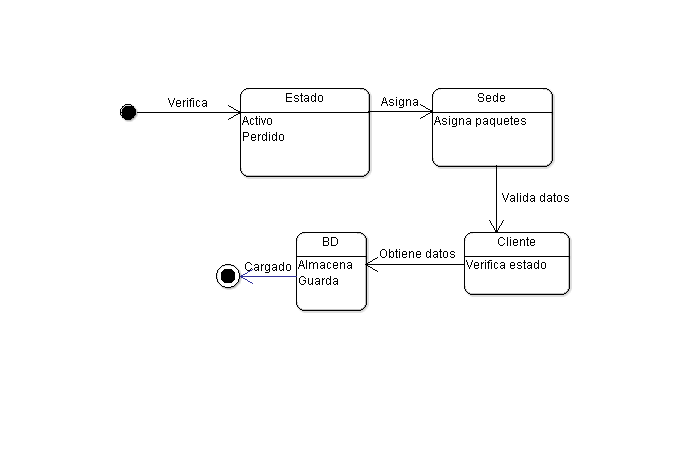 Verifica
Estado
Activo
Perdido
Asigna
Sede
Asigna paquetes
Valida datos
Cliente
Verifica estado
Obtiene datos
BD
Almacena
Guarda
Cargado